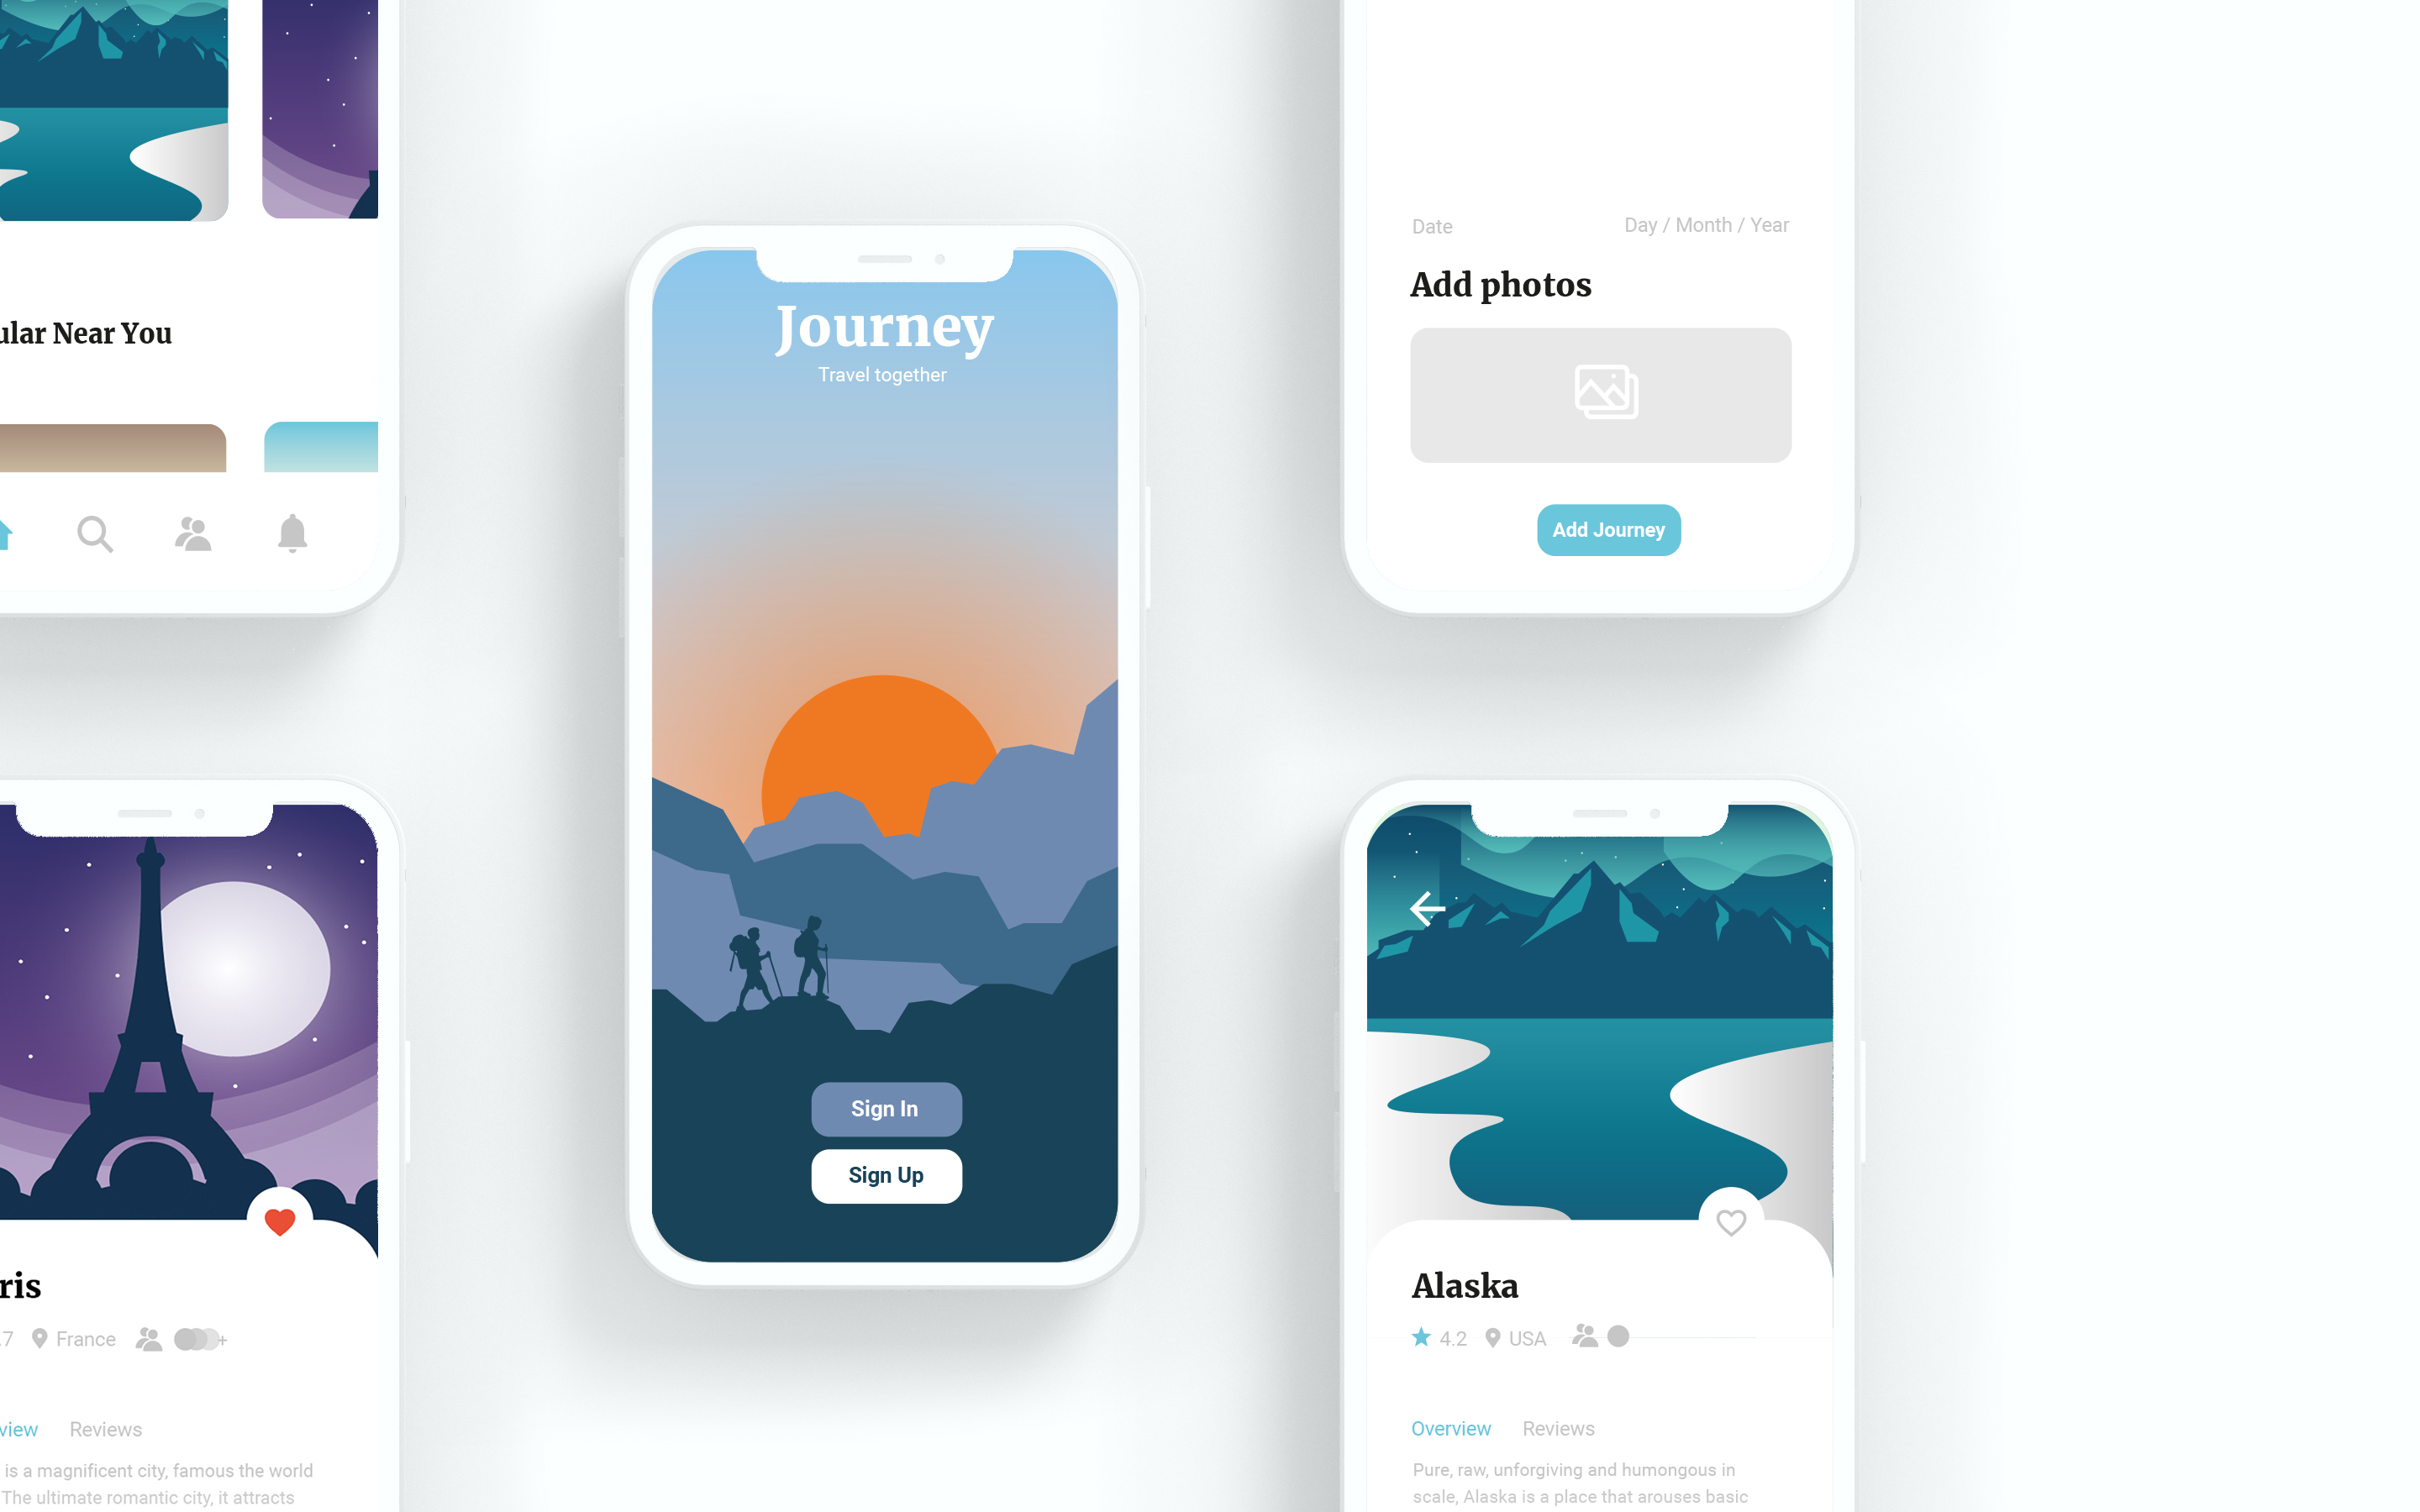 ular Near You
Journey
Travel together
Sign In
Sign Up
Date
Day / Month / Year
Add photos
Add Journey
ris
.7 France +
view Reviews
is a magnificent city, famous the world
The ultimate romantic city, it attracts
Alaska
4.2 USA
Overview Reviews
Pure, raw, unforgiving and humongous in
scale, Alaska is a place that arouses basic